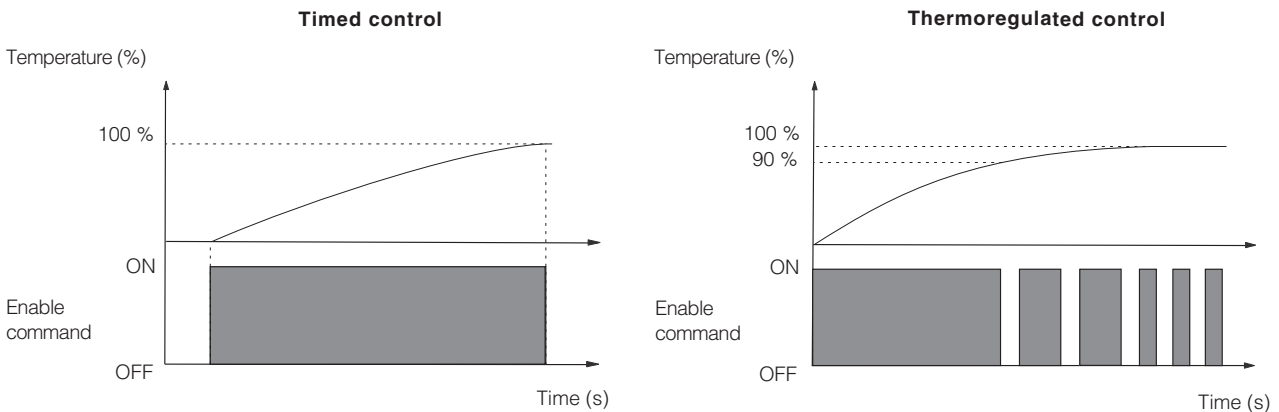 Timed control
Temperature (%)
100 %
ON
Enable
command
OFF
Time (s)
Thermoregulated control
Temperature (%)
100 %
90 %
ON
Enable
command
OFF
Time (s)